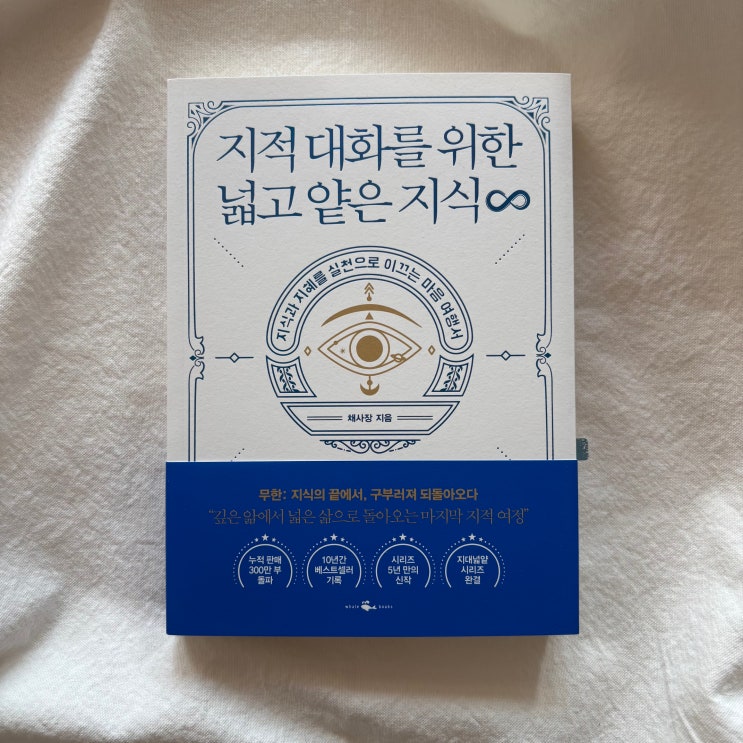 지적 대화를 위한
넓고 얕은 지식∞
지식과 지혜를 실천으로 이끄는 마음 여행서
채사장 지음
무한: 지식의 끝에서, 구부러져 되돌아오다
“깊은 앎에서 넓은 삶으로 돌아오는 마지막 지적 여정”
누적 판매
300만 부
돌파
10년간
베스트셀러
기록
시리즈
5년 만의
신작
지대넓얕
시리즈
완결
whale books